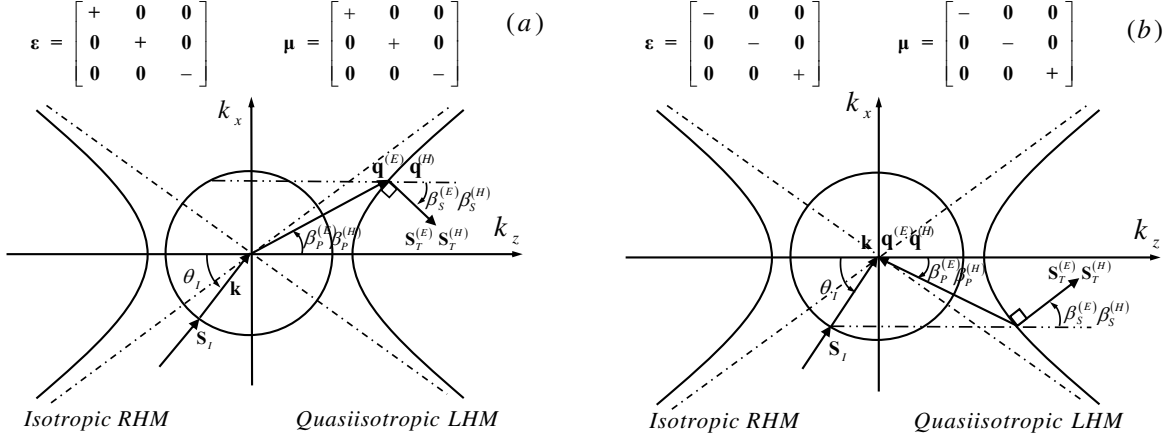 (a)
ε = [ + 0 0
0 + 0
0 0 − ]
μ = [ + 0 0
0 + 0
0 0 − ]
k_x
q^(E) q^(H)
β_S^(E) β_S^(H)
S_T^(E) S_T^(H)
β_P^(E) β_P^(H)
k_z
θ_I
k
S_I
Isotropic RHM
Quasiisotropic LHM
(b)
ε = [ − 0 0
0 − 0
0 0 + ]
μ = [ − 0 0
0 − 0
0 0 + ]
k_x
k
q^(E) q^(H)
k_z
β_P^(E) β_P^(H)
S_T^(E) S_T^(H)
θ_I
β_S^(E) β_S^(H)
S_I
Isotropic RHM
Quasiisotropic LHM